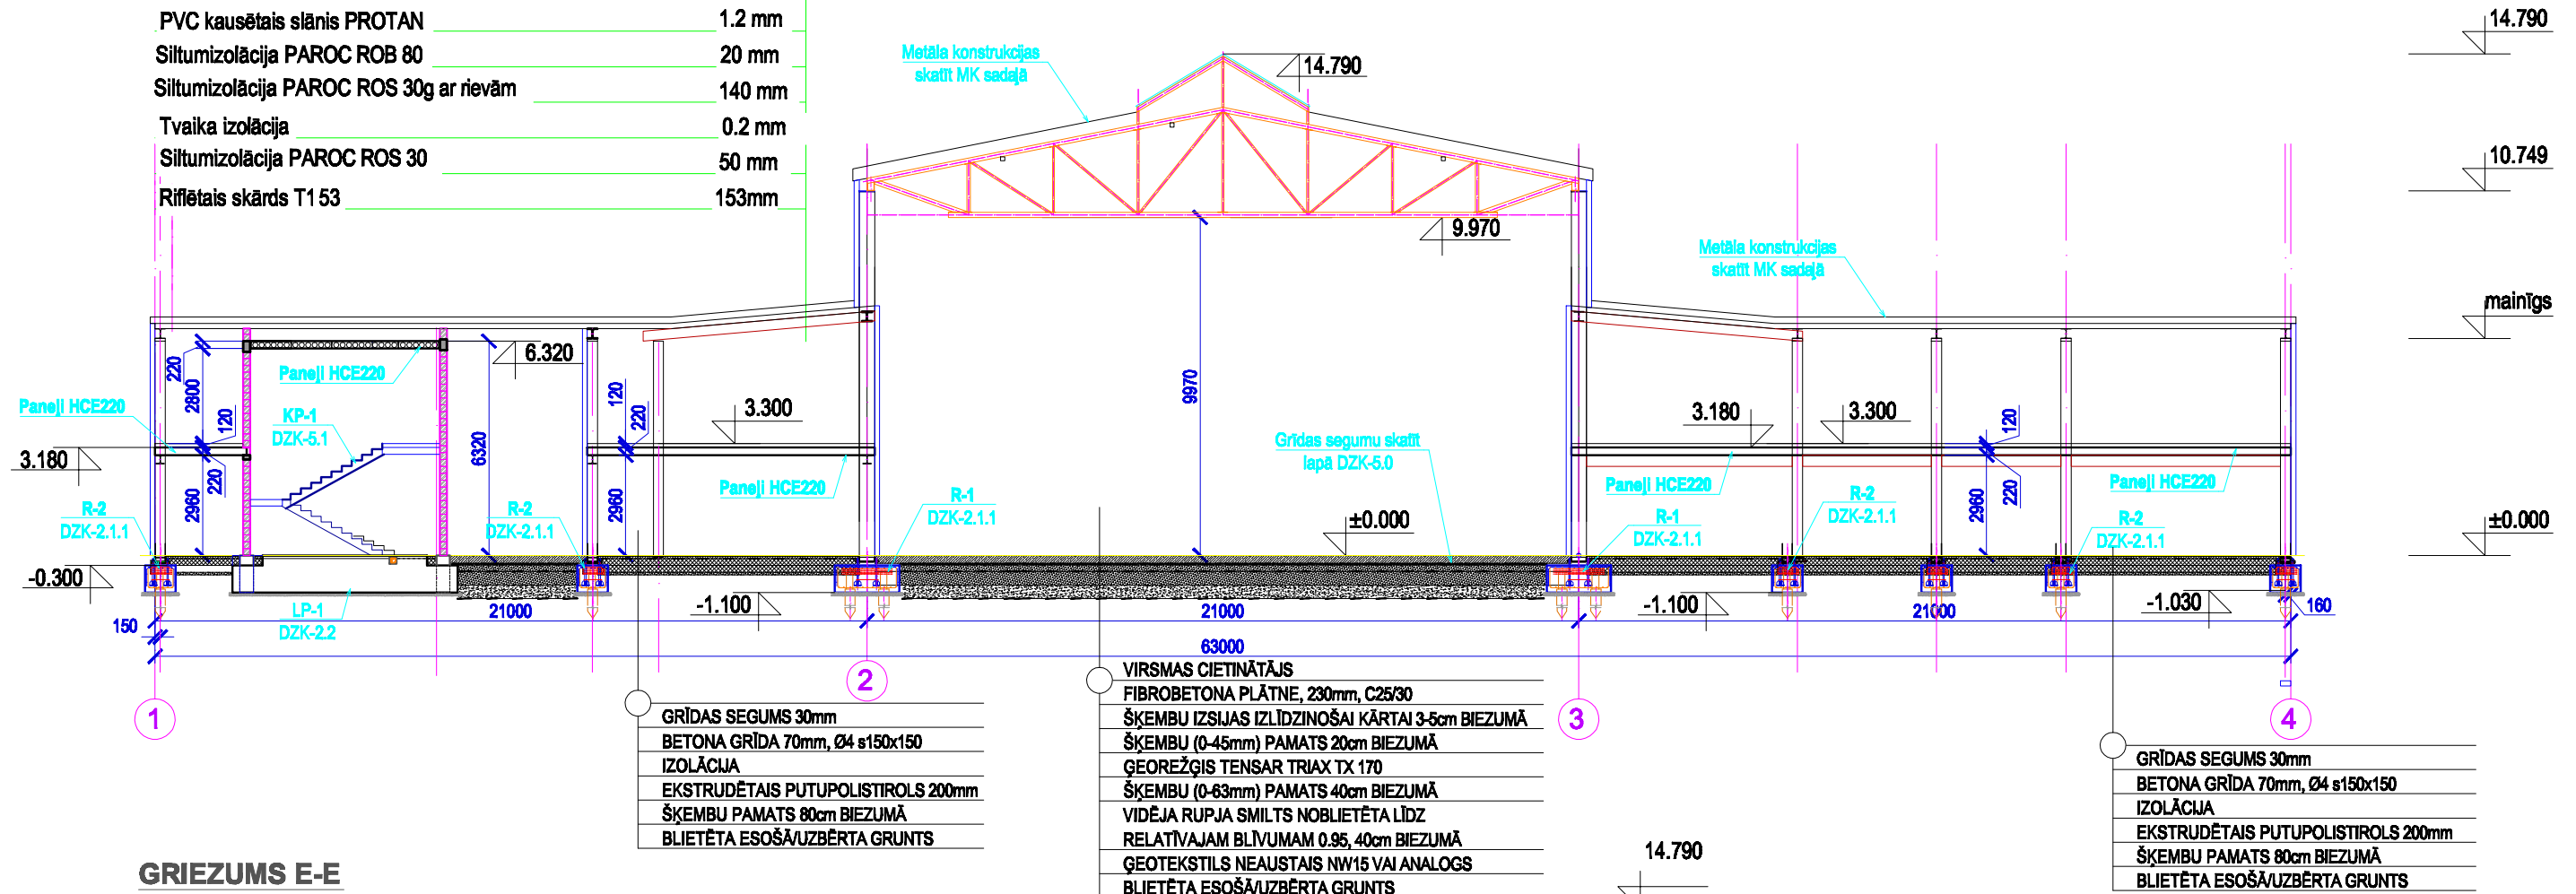 PVC kausētais slānis PROTAN 1.2 mm
Siltumizolācija PAROC ROB 80 20 mm
Siltumizolācija PAROC ROS 30g ar rievām 140 mm
Tvaika izolācija 0.2 mm
Siltumizolācija PAROC ROS 30 50 mm
Riflētais skārds T153 153mm
Metāla konstrukcijas
skatīt MK sadaļā
14.790
14.790
10.749
9.970
Metāla konstrukcijas
skatīt MK sadaļā
mainīgs
6.320
Paneļi HCE220
220
2800
120
Paneļi HCE220
KP-1
DZK-5.1
3.180
2960
220
6320
120
220
2960
3.300
Paneļi HCE220
9970
Grīdas segumu skatīt
lapā DZK-5.0
3.180
3.300
120
220
2960
Paneļi HCE220
Paneļi HCE220
R-2
DZK-2.1.1
R-2
DZK-2.1.1
R-1
DZK-2.1.1
±0.000
R-1
DZK-2.1.1
R-2
DZK-2.1.1
R-2
DZK-2.1.1
±0.000
-0.300
LP-1
DZK-2.2
150
21000
-1.100
21000
-1.100
21000
-1.030
160
63000
1
2
3
4
GRĪDAS SEGUMS 30mm
BETONA GRĪDA 70mm, Ø4 s150x150
IZOLĀCIJA
EKSTRUDĒTAIS PUTUPOLISTIROLS 200mm
ŠĶEMBU PAMATS 80cm BIEZUMĀ
BLIETĒTA ESOŠĀ/UZBĒRTA GRUNTS
VIRSMAS CIETINĀTĀJS
FIBROBETONA PLĀTNE, 230mm, C25/30
ŠĶEMBU IZSIJAS IZLĪDZINOŠAI KĀRTAI 3-5cm BIEZUMĀ
ŠĶEMBU (0-45mm) PAMATS 20cm BIEZUMĀ
ĢEOREŽĢIS TENSAR TRIAX TX 170
ŠĶEMBU (0-63mm) PAMATS 40cm BIEZUMĀ
VIDĒJA RUPJA SMILTS NOBLIETĒTA LĪDZ
RELATĪVAJAM BLĪVUMAM 0.95, 40cm BIEZUMĀ
ĢEOTEKSTILS NEAUSTAIS NW15 VAI ANALOGS
BLIETĒTA ESOŠĀ/UZBĒRTA GRUNTS
GRĪDAS SEGUMS 30mm
BETONA GRĪDA 70mm, Ø4 s150x150
IZOLĀCIJA
EKSTRUDĒTAIS PUTUPOLISTIROLS 200mm
ŠĶEMBU PAMATS 80cm BIEZUMĀ
BLIETĒTA ESOŠĀ/UZBĒRTA GRUNTS
14.790
GRIEZUMS E-E